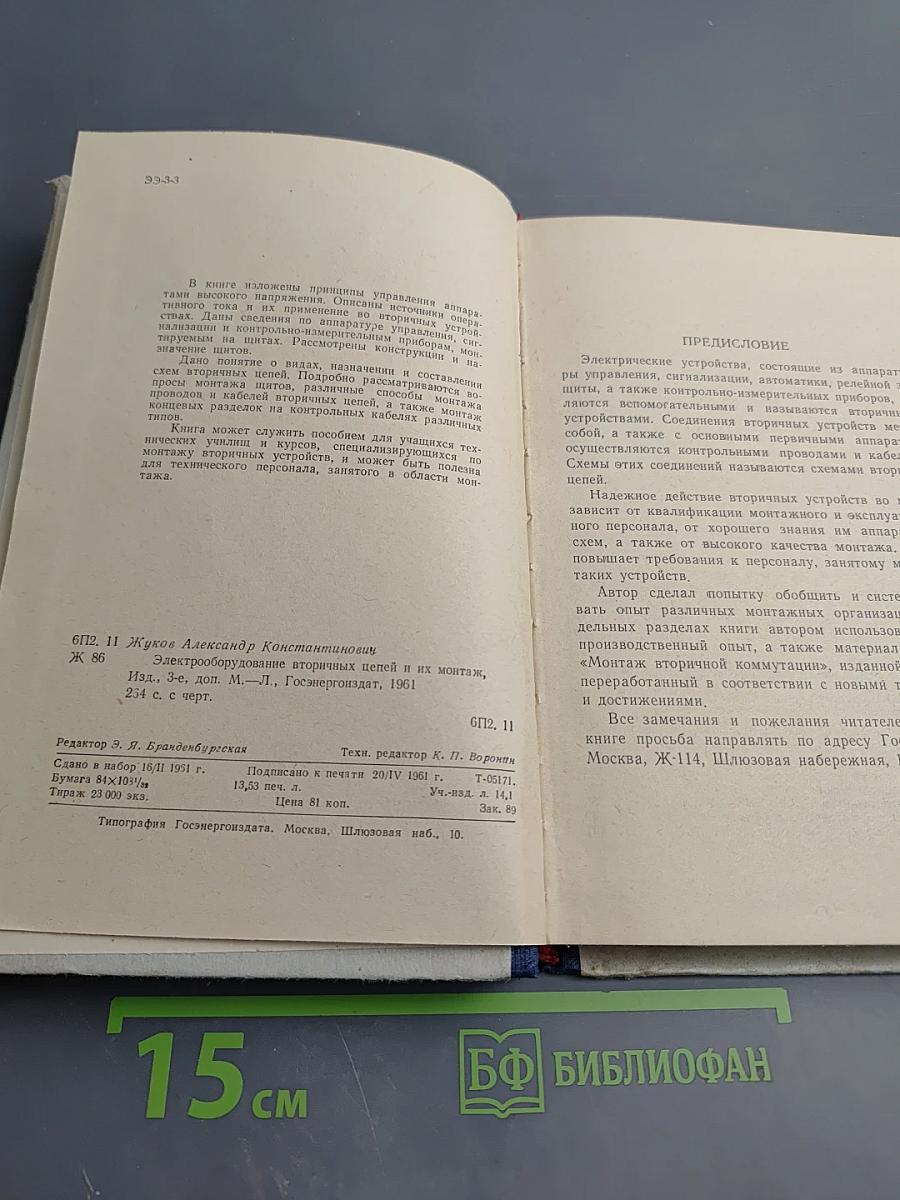 ЭЭ-3-3
В книге изложены принципы управления аппара-
тами высокого напряжения. Описаны источники опера-
тивного тока и их применение во вторичных устрой-
ствах. Даны сведения по аппаратуре управления, сиг-
нализации и контрольно-измерительным приборам, мон-
тируемым на щитах. Рассмотрены конструкции и на-
значение щитов.
Дано понятие о видах, назначении и составлении
схем вторичных цепей. Подробно рассматриваются во-
просы монтажа щитов, различные способы монтажа
проводов и кабелей вторичных цепей, а также монтаж
концевых разделок на контрольных кабелях различных
типов.
Книга может служить пособием для учащихся тех-
нических училищ и курсов, специализирующихся по
монтажу вторичных устройств, и может быть полезна
для технического персонала, занятого в области мон-
тажа.
6П2. 11 Жуков Александр Константинович
Ж 86 Электрооборудование вторичных цепей и их монтаж,
Изд., 3-е, доп. М.—Л., Госэнергоиздат, 1961
264 с. с черт.
6П2. 11
Редактор Э. Я. Бранденбургская Техн. редактор К. П. Воронин
Сдано в набор 16/II 1961 г. Подписано к печати 20/IV 1961 г. Т-05171.
Бумага 84×108¹/₃₂ 13,53 печ. л. Уч.-изд. л. 14,1
Тираж 23 000 экз. Цена 81 коп. Зак. 89
Типография Госэнергоиздата. Москва, Шлюзовая наб., 10.
ПРЕДИСЛОВИЕ
Электрические устройства, состоящие из аппарату
ры управления, сигнализации, автоматики, релейной з
щиты, а также контрольно-измерительных приборов,
ляются вспомогательными и называются вторичны
устройствами. Соединения вторичных устройств ме
собой, а также с основными первичными аппарат
осуществляются контрольными проводами и кабел
Схемы этих соединений называются схемами втори
цепей.
Надежное действие вторичных устройств во м
зависит от квалификации монтажного и эксплуат
ного персонала, от хорошего знания им аппара
схем, а также от высокого качества монтажа.
повышает требования к персоналу, занятому м
таких устройств.
Автор сделал попытку обобщить и систе
вать опыт различных монтажных организац
дельных разделах книги автором использов
производственный опыт, а также материал
«Монтаж вторичной коммутации», изданной
переработанный в соответствии с новыми т
и достижениями.
Все замечания и пожелания читателе
книге просьба направлять по адресу Гос
Москва, Ж-114, Шлюзовая набережная,
15 см
БФ БИБЛИОФАН